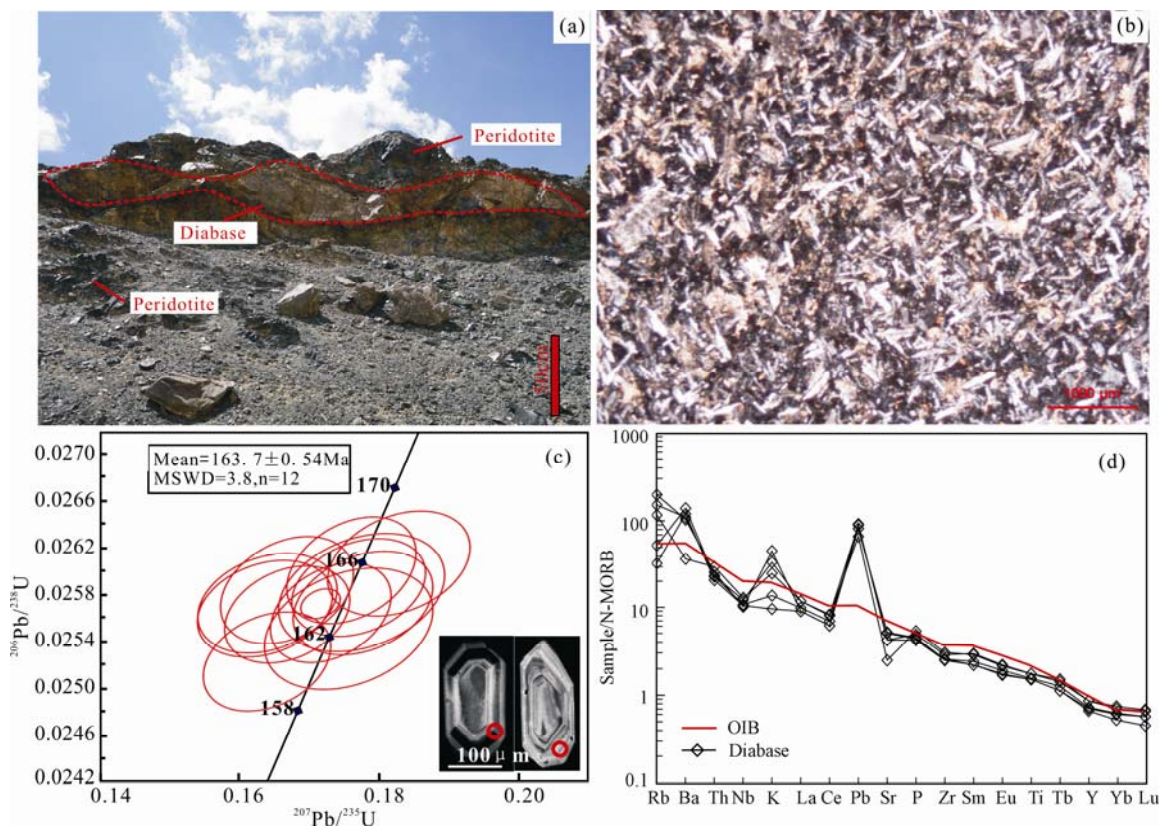 (a)
Peridotite
Diabase
Peridotite
(b)
1000 μm
(c)
Mean=163.7±0.54Ma
MSWD=3.8,n=12
0.0270
0.0266
0.0262
0.0258
0.0254
0.0250
0.0246
0.0242
206Pb/238U
170
166
162
158
100 μm
0.14
0.16
0.18
0.20
207Pb/235U
(d)
1000
100
10
1
0.1
Sample/N-MORB
OIB
Diabase
Rb Ba Th Nb K La Ce Pb Sr P Zr Sm Eu Ti Tb Y Yb Lu